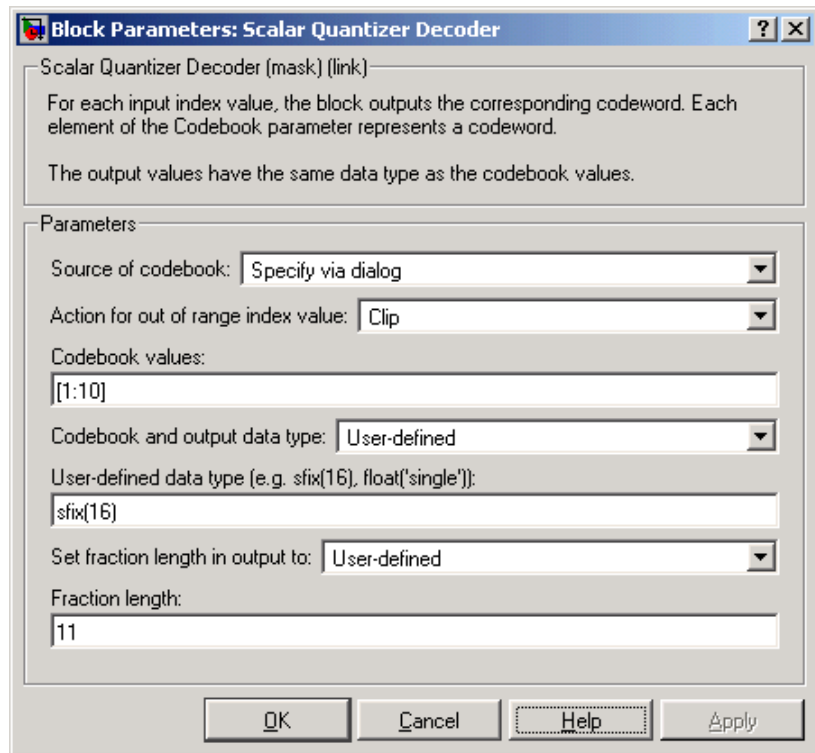 Block Parameters: Scalar Quantizer Decoder
Scalar Quantizer Decoder (mask) (link)
For each input index value, the block outputs the corresponding codeword. Each
element of the Codebook parameter represents a codeword.
The output values have the same data type as the codebook values.
Parameters
Source of codebook: Specify via dialog
Action for out of range index value: Clip
Codebook values:
[1:10]
Codebook and output data type: User-defined
User-defined data type (e.g. sfix(16), float('single')):
sfix(16)
Set fraction length in output to: User-defined
Fraction length:
11
OK Cancel Help Apply